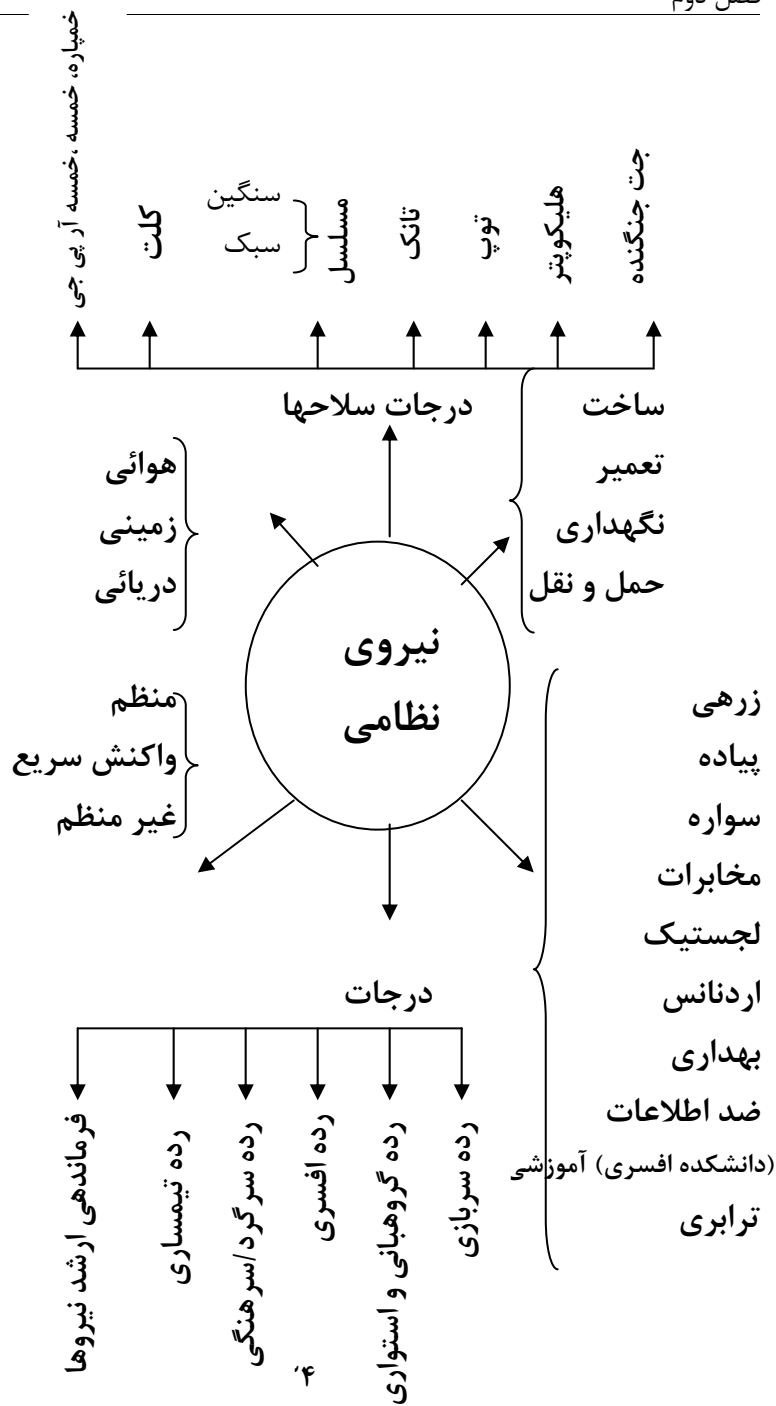 فصل دوم
خمپاره، خمسه ،خمسه آر پی جی
کلت
سنگین
سبک
مسلسل
تانک
توپ
هلیکوپتر
جت جنگنده
درجات سلاحها
ساخت
تعمیر
نگهداری
حمل و نقل
هوائی
زمینی
دریائی
نیروی
نظامی
منظم
واکنش سریع
غیر منظم
زرهی
پیاده
سواره
مخابرات
لجستیک
اردنانس
بهداری
ضد اطلاعات
(دانشکده افسری) آموزشی
ترابری
درجات
رده سربازی
رده گروهبانی و استواری
رده افسری
رده سرگرد/سرهنگی
رده تیمساری
فرماندهی ارشد نیروها